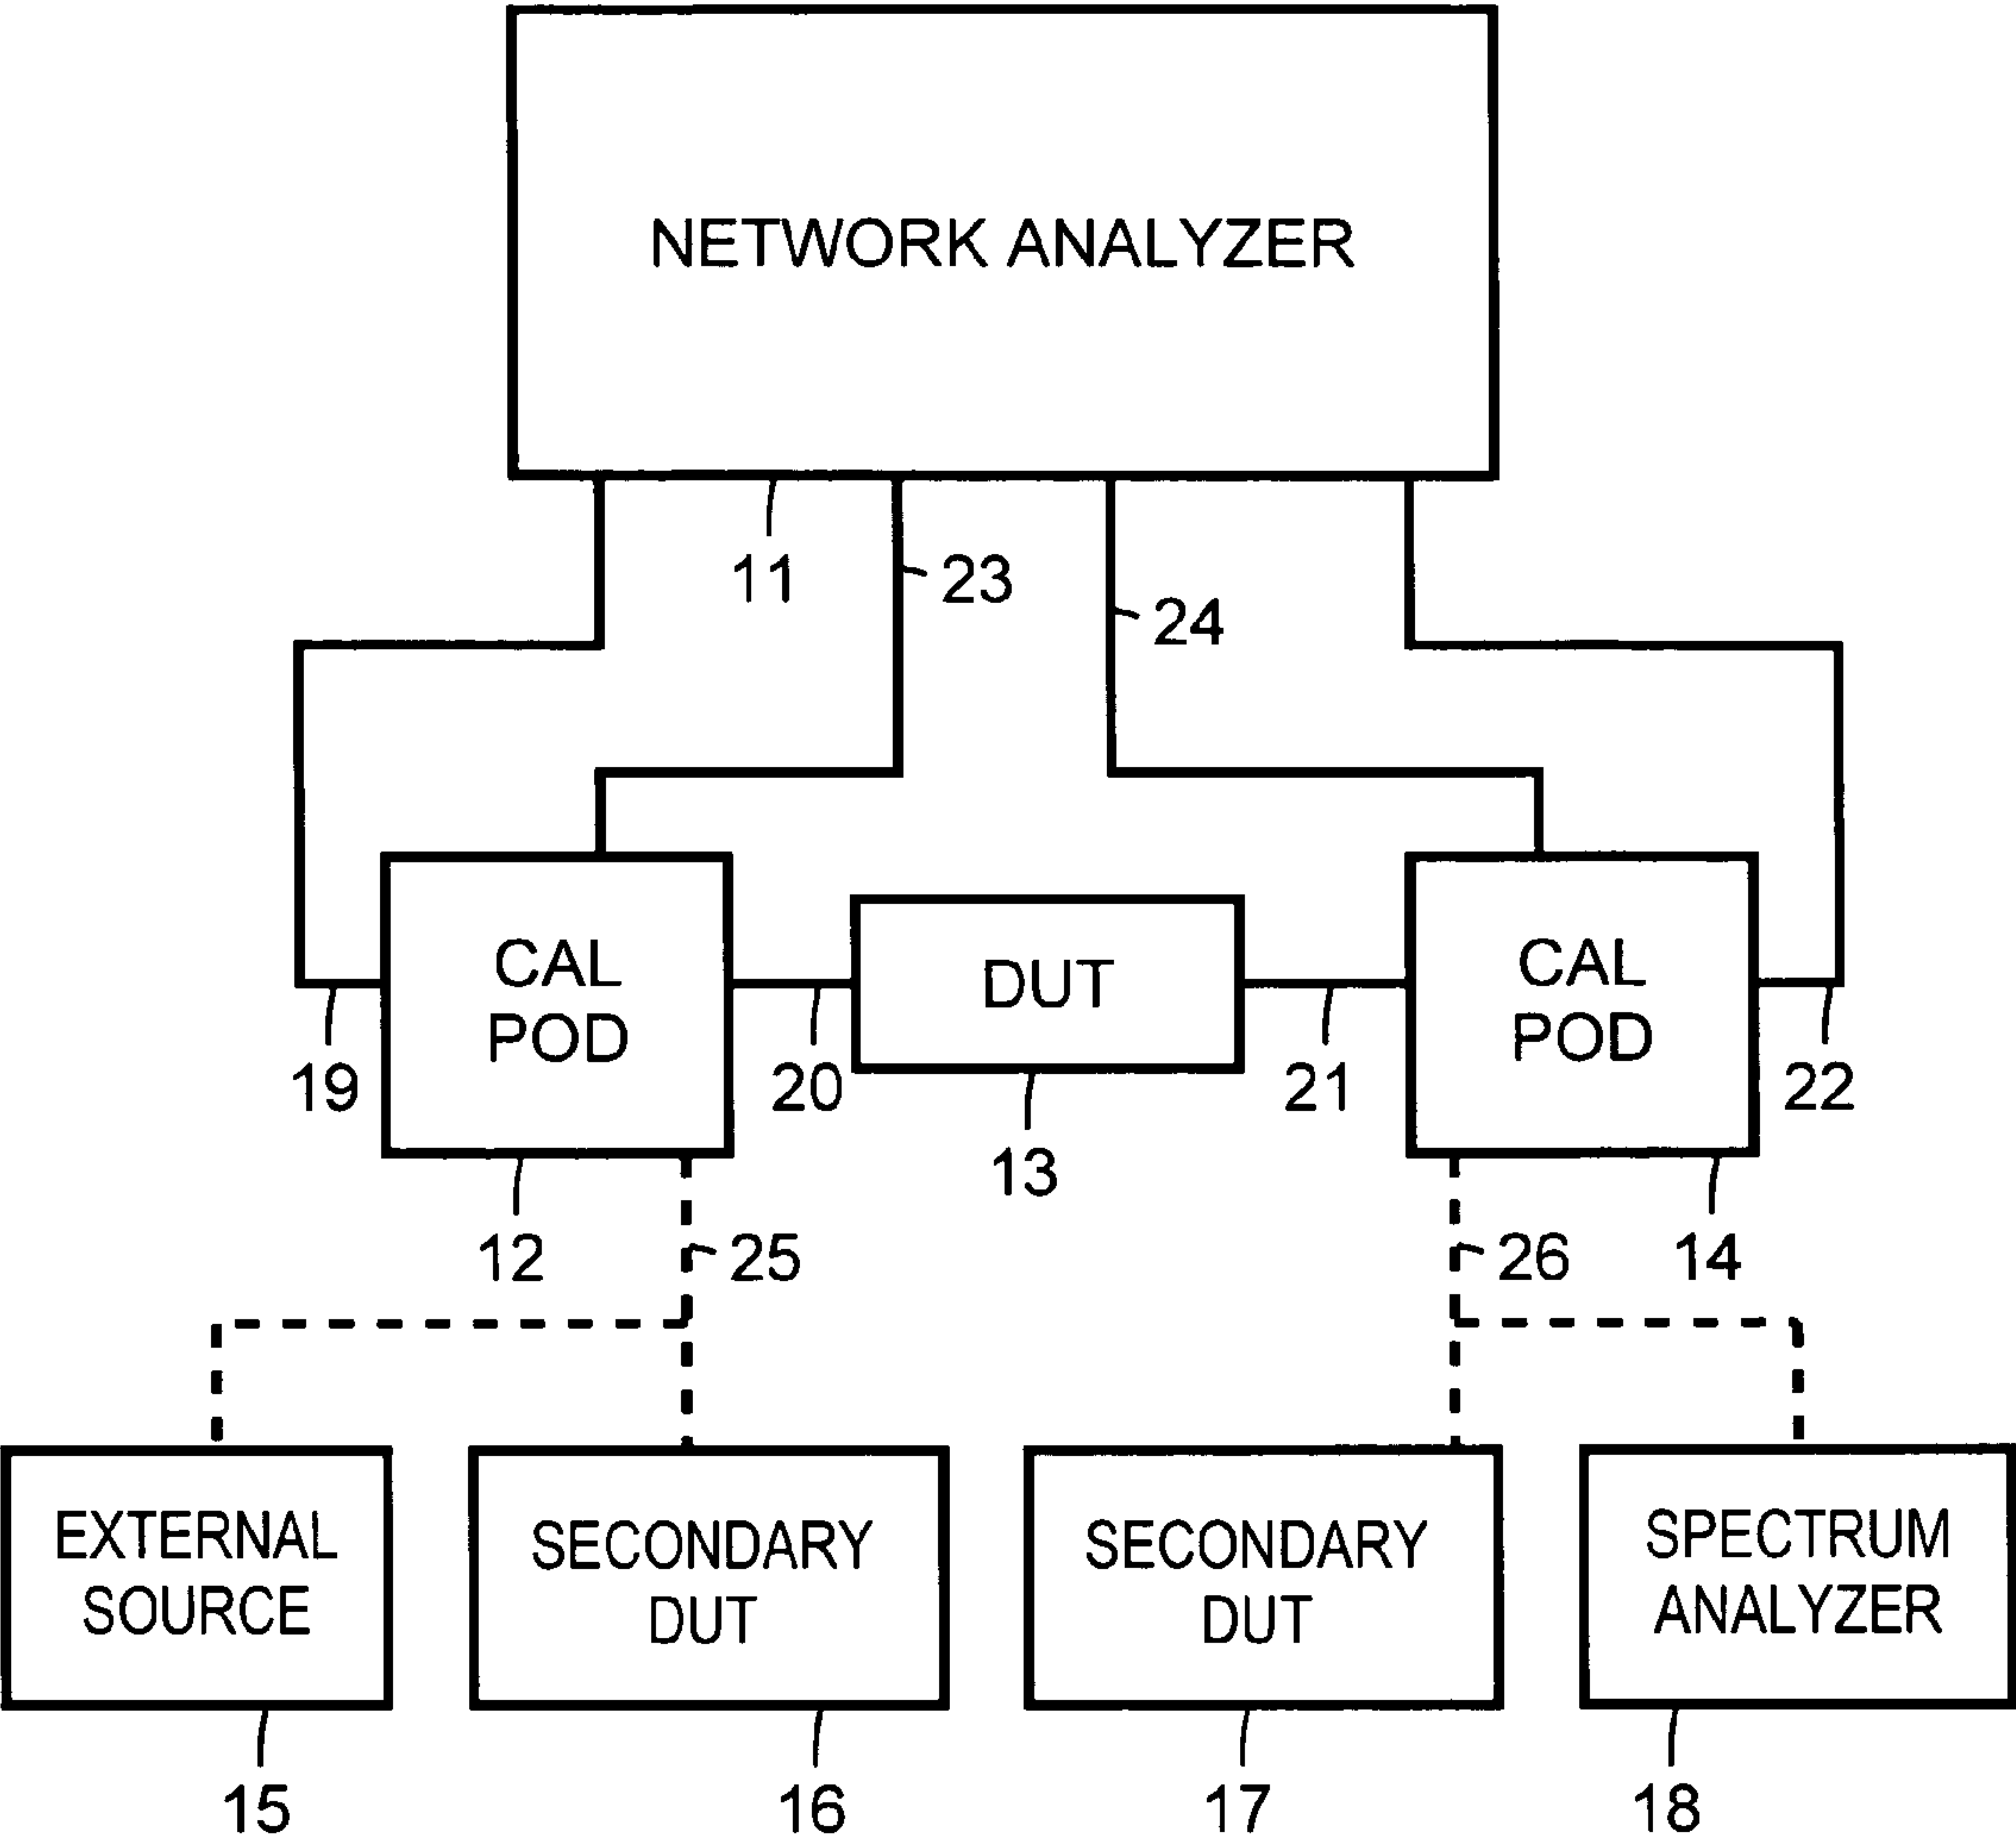 NETWORK ANALYZER
11
23
24
CAL
POD
DUT
CAL
POD
19
20
21
22
13
12
25
26
14
EXTERNAL
SOURCE
SECONDARY
DUT
SECONDARY
DUT
SPECTRUM
ANALYZER
15
16
17
18